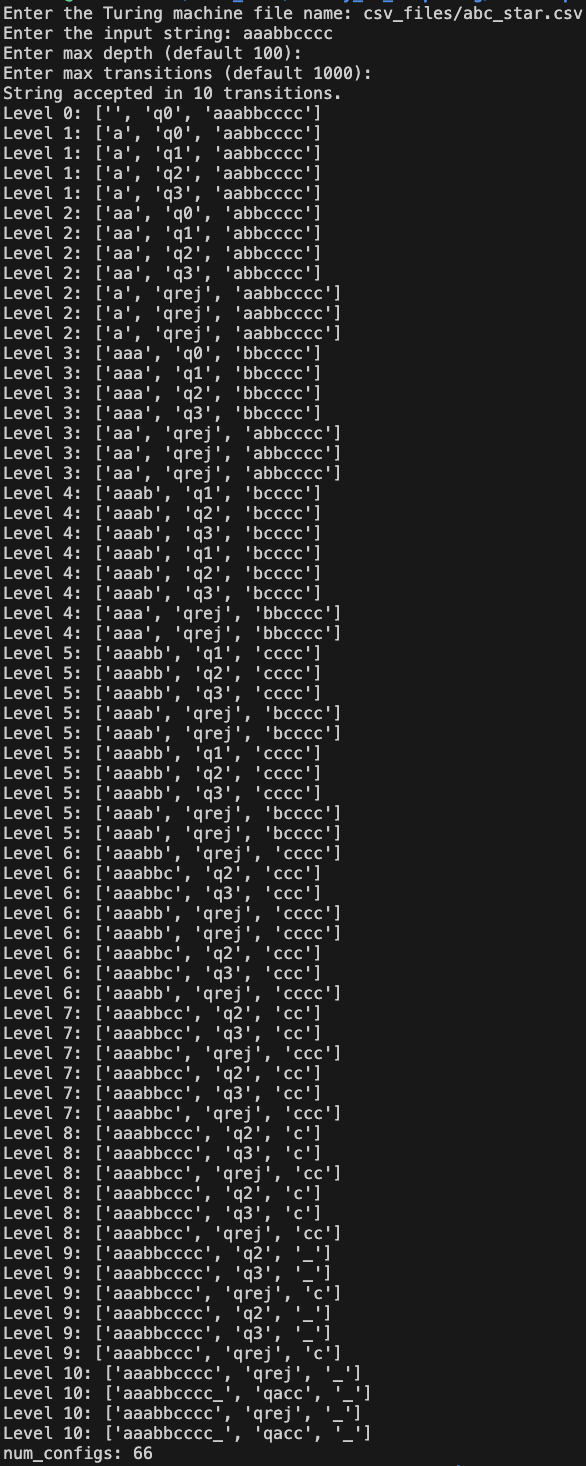 Enter the Turing machine file name: csv_files/abc_star.csv
Enter the input string: aaabbcccc
Enter max depth (default 100):
Enter max transitions (default 1000):
String accepted in 10 transitions.
Level 0: ['', 'q0', 'aaabbcccc']
Level 1: ['a', 'q0', 'aabbcccc']
Level 1: ['a', 'q1', 'aabbcccc']
Level 1: ['a', 'q2', 'aabbcccc']
Level 1: ['a', 'q3', 'aabbcccc']
Level 2: ['aa', 'q0', 'abbcccc']
Level 2: ['aa', 'q1', 'abbcccc']
Level 2: ['aa', 'q2', 'abbcccc']
Level 2: ['aa', 'q3', 'abbcccc']
Level 2: ['a', 'qrej', 'aabbcccc']
Level 2: ['a', 'qrej', 'aabbcccc']
Level 2: ['a', 'qrej', 'aabbcccc']
Level 3: ['aaa', 'q0', 'bbcccc']
Level 3: ['aaa', 'q1', 'bbcccc']
Level 3: ['aaa', 'q2', 'bbcccc']
Level 3: ['aaa', 'q3', 'bbcccc']
Level 3: ['aa', 'qrej', 'abbcccc']
Level 3: ['aa', 'qrej', 'abbcccc']
Level 3: ['aa', 'qrej', 'abbcccc']
Level 4: ['aaab', 'q1', 'bcccc']
Level 4: ['aaab', 'q2', 'bcccc']
Level 4: ['aaab', 'q3', 'bcccc']
Level 4: ['aaab', 'q1', 'bcccc']
Level 4: ['aaab', 'q2', 'bcccc']
Level 4: ['aaab', 'q3', 'bcccc']
Level 4: ['aaa', 'qrej', 'bbcccc']
Level 4: ['aaa', 'qrej', 'bbcccc']
Level 5: ['aaabb', 'q1', 'cccc']
Level 5: ['aaabb', 'q2', 'cccc']
Level 5: ['aaabb', 'q3', 'cccc']
Level 5: ['aaab', 'qrej', 'bcccc']
Level 5: ['aaab', 'qrej', 'bcccc']
Level 5: ['aaabb', 'q1', 'cccc']
Level 5: ['aaabb', 'q2', 'cccc']
Level 5: ['aaabb', 'q3', 'cccc']
Level 5: ['aaab', 'qrej', 'bcccc']
Level 5: ['aaab', 'qrej', 'bcccc']
Level 6: ['aaabb', 'qrej', 'cccc']
Level 6: ['aaabbc', 'q2', 'ccc']
Level 6: ['aaabbc', 'q3', 'ccc']
Level 6: ['aaabb', 'qrej', 'cccc']
Level 6: ['aaabb', 'qrej', 'cccc']
Level 6: ['aaabbc', 'q2', 'ccc']
Level 6: ['aaabbc', 'q3', 'ccc']
Level 6: ['aaabb', 'qrej', 'cccc']
Level 7: ['aaabbcc', 'q2', 'cc']
Level 7: ['aaabbcc', 'q3', 'cc']
Level 7: ['aaabbc', 'qrej', 'ccc']
Level 7: ['aaabbcc', 'q2', 'cc']
Level 7: ['aaabbcc', 'q3', 'cc']
Level 7: ['aaabbc', 'qrej', 'ccc']
Level 8: ['aaabbccc', 'q2', 'c']
Level 8: ['aaabbccc', 'q3', 'c']
Level 8: ['aaabbcc', 'qrej', 'cc']
Level 8: ['aaabbccc', 'q2', 'c']
Level 8: ['aaabbccc', 'q3', 'c']
Level 8: ['aaabbcc', 'qrej', 'cc']
Level 9: ['aaabbcccc', 'q2', '_']
Level 9: ['aaabbcccc', 'q3', '_']
Level 9: ['aaabbccc', 'qrej', 'c']
Level 9: ['aaabbcccc', 'q2', '_']
Level 9: ['aaabbcccc', 'q3', '_']
Level 9: ['aaabbccc', 'qrej', 'c']
Level 10: ['aaabbcccc', 'qrej', '_']
Level 10: ['aaabbcccc_', 'qacc', '_']
Level 10: ['aaabbcccc', 'qrej', '_']
Level 10: ['aaabbcccc_', 'qacc', '_']
num_configs: 66